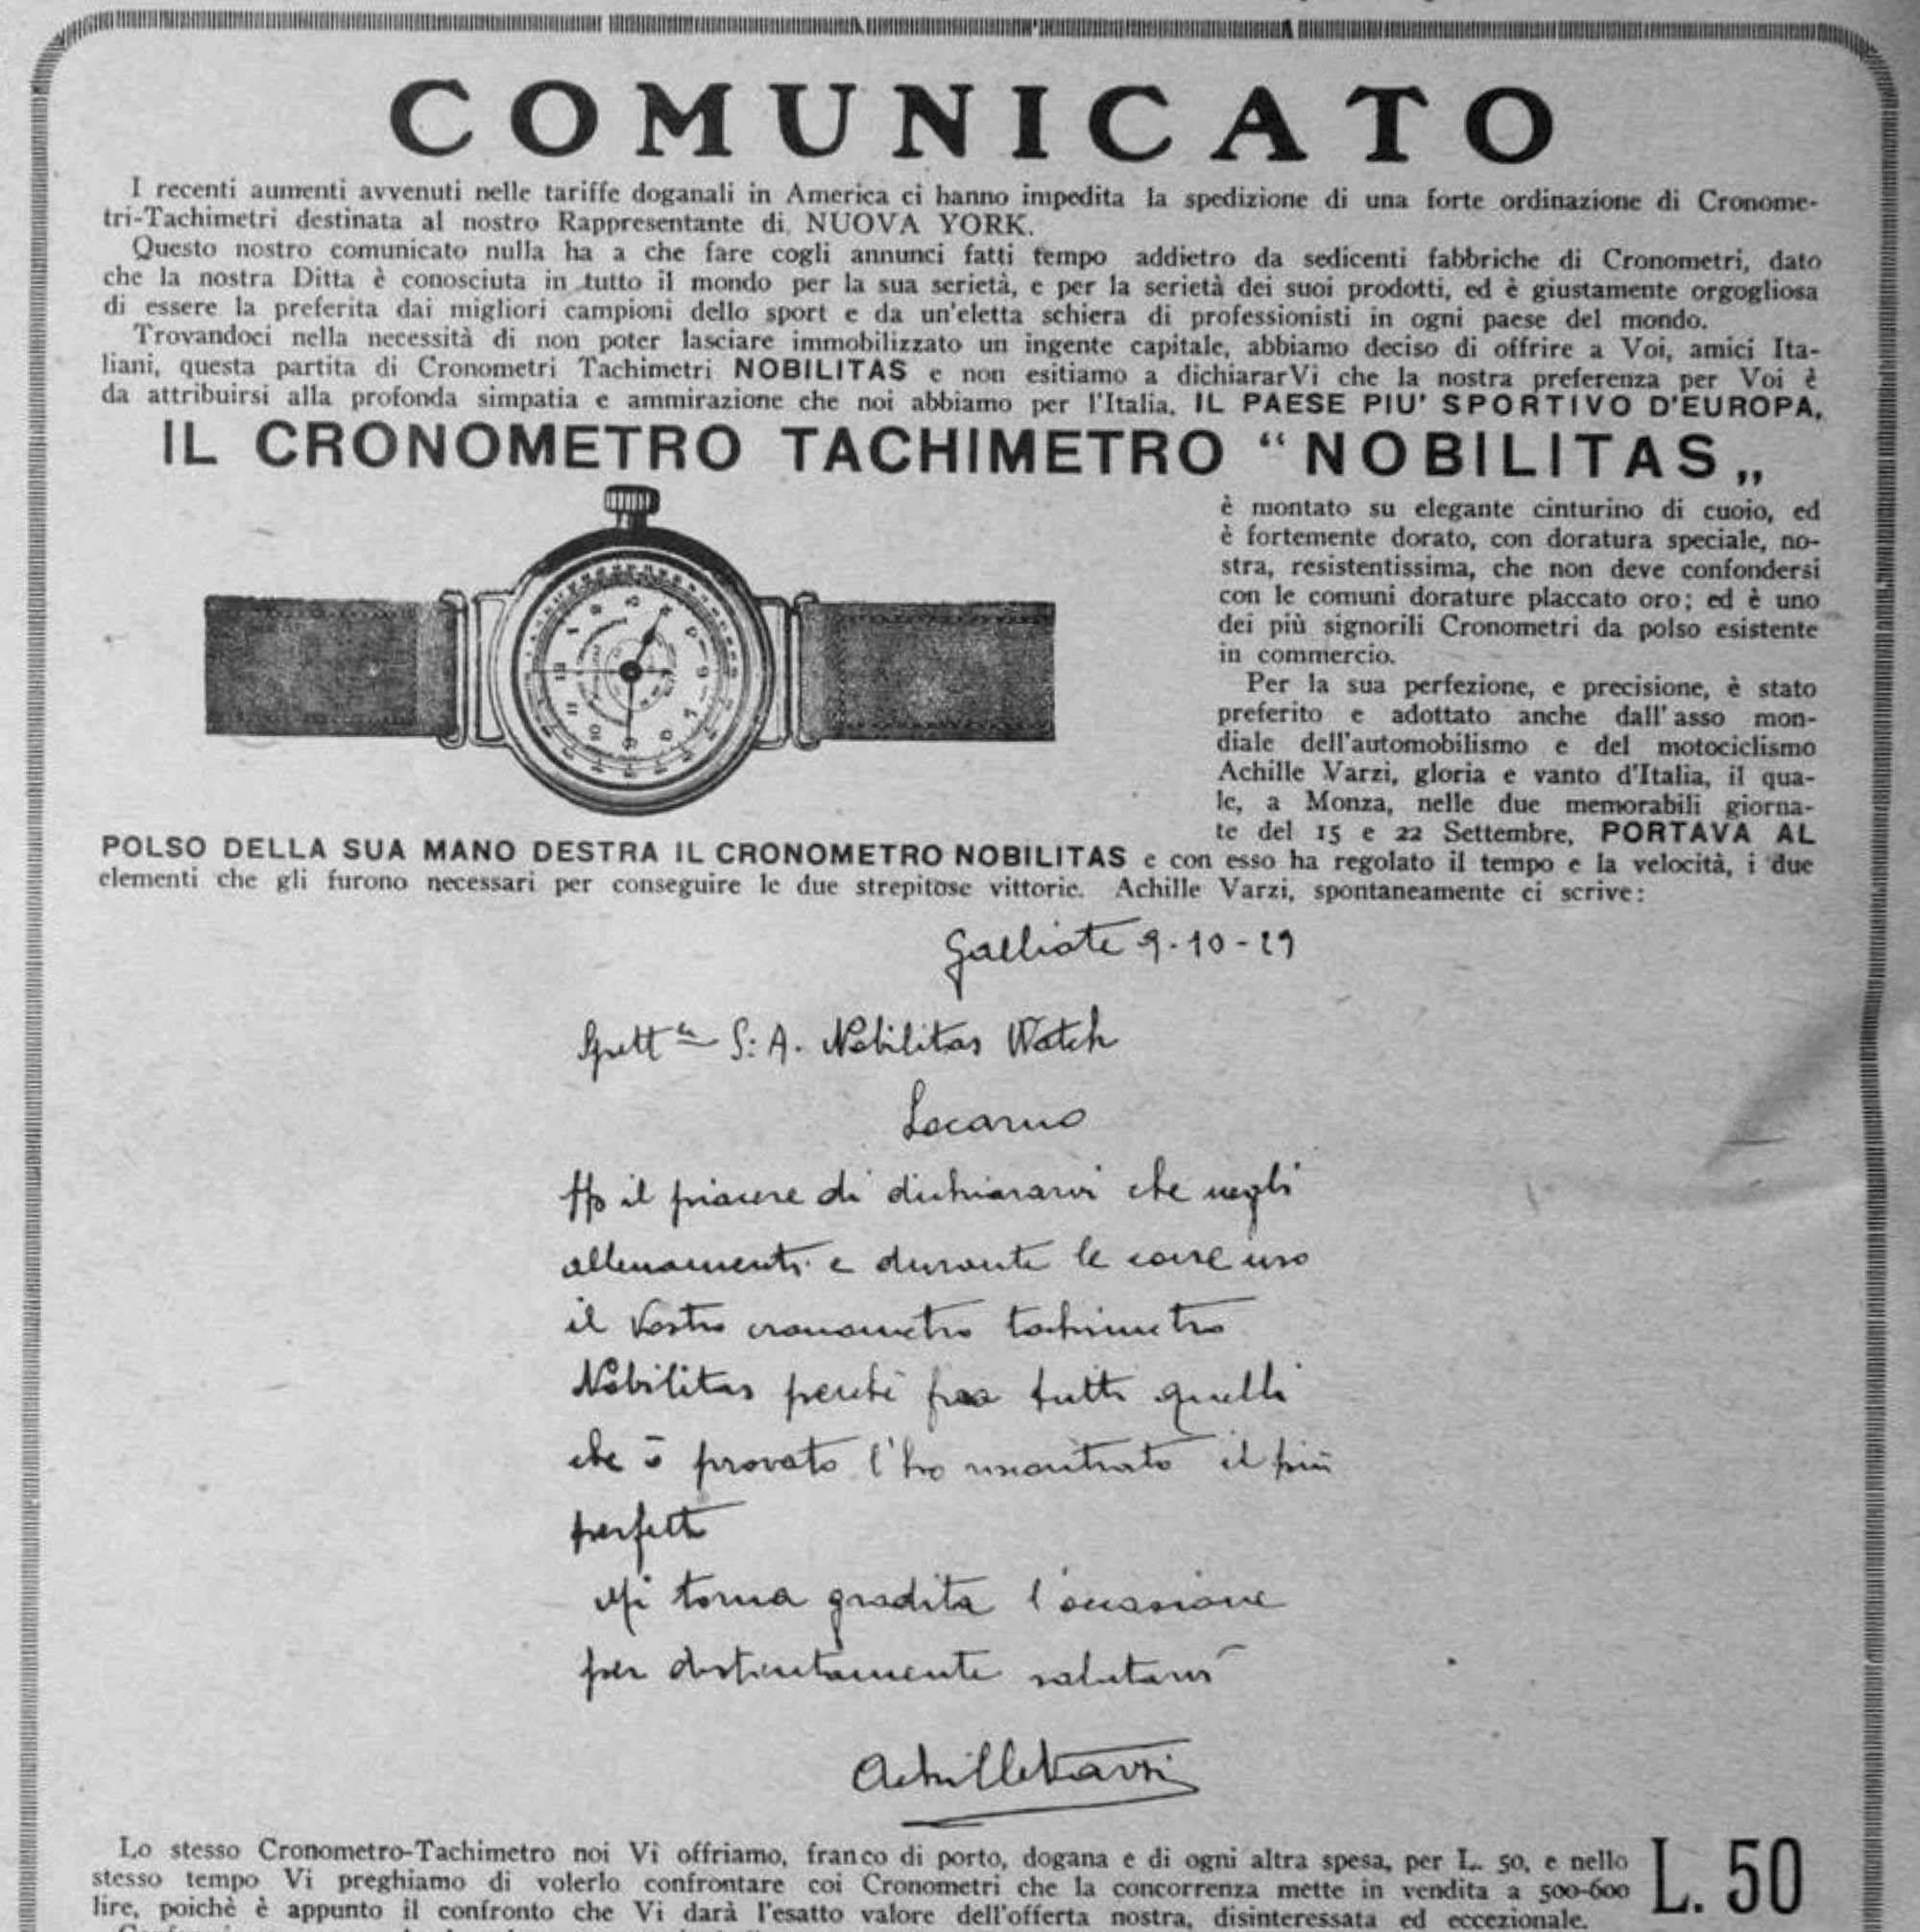 COMUNICATO
I recenti aumenti avvenuti nelle tariffe doganali in America ci hanno impedita la spedizione di una forte ordinazione di Cronome-
tri-Tachimetri destinata al nostro Rappresentante di NUOVA YORK.
Questo nostro comunicato nulla ha a che fare cogli annunci fatti tempo addietro da sedicenti fabbriche di Cronometri, dato
che la nostra Ditta è conosciuta in tutto il mondo per la sua serietà, e per la serietà dei suoi prodotti, ed è giustamente orgogliosa
di essere la preferita dai migliori campioni dello sport e da un'eletta schiera di professionisti in ogni paese del mondo.
Trovandoci nella necessità di non poter lasciare immobilizzato un ingente capitale, abbiamo deciso di offrire a Voi, amici Ita-
liani, questa partita di Cronometri Tachimetri NOBILITAS e non esitiamo a dichiararVi che la nostra preferenza per Voi è
da attribuirsi alla profonda simpatia e ammirazione che noi abbiamo per l'Italia, IL PAESE PIU' SPORTIVO D'EUROPA,
IL CRONOMETRO TACHIMETRO “NOBILITAS„
è montato su elegante cinturino di cuoio, ed
è fortemente dorato, con doratura speciale, no-
stra, resistentissima, che non deve confondersi
con le comuni dorature placcato oro; ed è uno
dei più signorili Cronometri da polso esistente
in commercio.
Per la sua perfezione, e precisione, è stato
preferito e adottato anche dall'asso mon-
diale dell'automobilismo e del motociclismo
Achille Varzi, gloria e vanto d'Italia, il qua-
le, a Monza, nelle due memorabili giorna-
te del 15 e 22 Settembre, PORTAVA AL
POLSO DELLA SUA MANO DESTRA IL CRONOMETRO NOBILITAS e con esso ha regolato il tempo e la velocità, i due
elementi che gli furono necessari per conseguire le due strepitose vittorie. Achille Varzi, spontaneamente ci scrive:
Galliate 9-10-29
Spett.le S. A. Nobilitas Watch
Locarno
Ho il piacere di dichiararvi che negli
allenamenti e durante le corse uso
il Vostro cronometro tachimetro
Nobilitas perchè fra tutti quelli
che ò provato l'ho riscontrato il più
perfetto
Mi torna gradita l'occasione
per distintamente salutarvi
Achille Varzi
Lo stesso Cronometro-Tachimetro noi Vi offriamo, franco di porto, dogana e di ogni altra spesa, per L. 50, e nello
stesso tempo Vi preghiamo di volerlo confrontare coi Cronometri che la concorrenza mette in vendita a 500-600
lire, poichè è appunto il confronto che Vi darà l'esatto valore dell'offerta nostra, disinteressata ed eccezionale.
L. 50